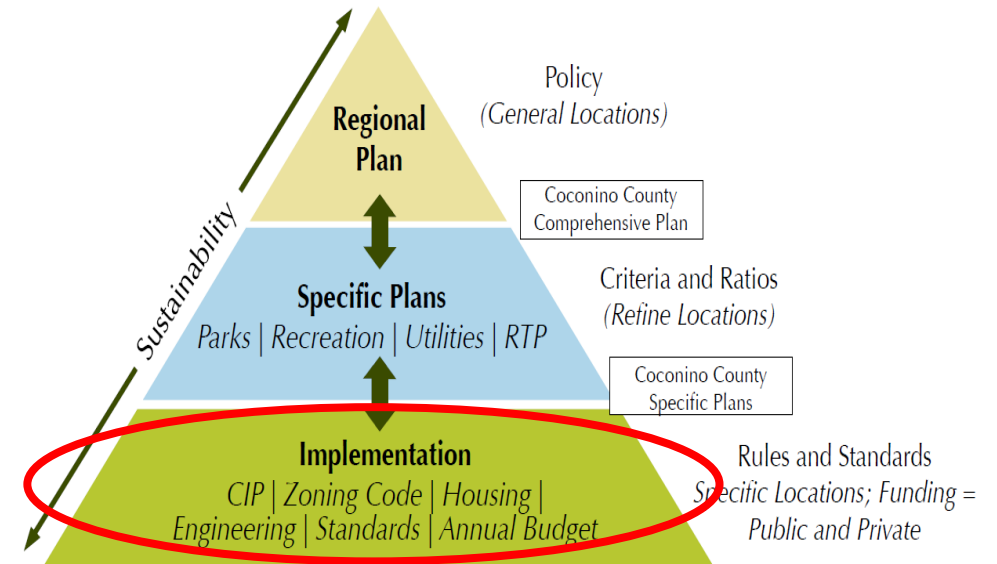 Regional
Plan
Policy
(General Locations)
Coconino County
Comprehensive Plan
Sustainability
Specific Plans
Parks | Recreation | Utilities | RTP
Criteria and Ratios
(Refine Locations)
Coconino County
Specific Plans
Implementation
CIP | Zoning Code | Housing |
Engineering | Standards | Annual Budget
Rules and Standards
Specific Locations; Funding =
Public and Private